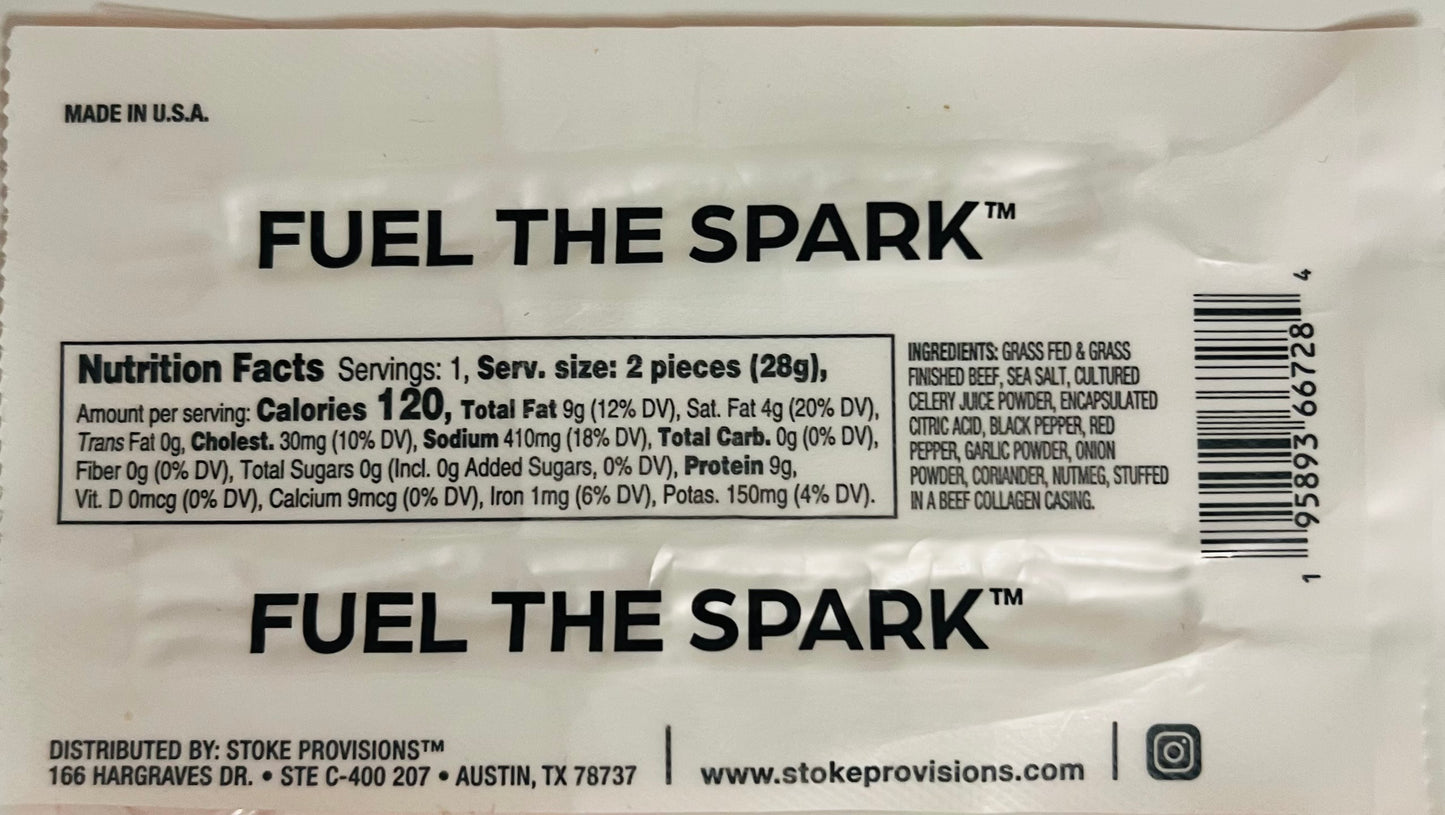 MADE IN U.S.A.
FUEL THE SPARK™
Nutrition Facts Servings: 1, Serv. size: 2 pieces (28g),
Amount per serving: Calories 120, Total Fat 9g (12% DV), Sat. Fat 4g (20% DV),
Trans Fat 0g, Cholest. 30mg (10% DV), Sodium 410mg (18% DV), Total Carb. 0g (0% DV),
Fiber 0g (0% DV), Total Sugars 0g (Incl. 0g Added Sugars, 0% DV), Protein 9g,
Vit. D 0mcg (0% DV), Calcium 9mcg (0% DV), Iron 1mg (6% DV), Potas. 150mg (4% DV).
INGREDIENTS: GRASS FED & GRASS
FINISHED BEEF, SEA SALT, CULTURED
CELERY JUICE POWDER, ENCAPSULATED
CITRIC ACID, BLACK PEPPER, RED
PEPPER, GARLIC POWDER, ONION
POWDER, CORIANDER, NUTMEG, STUFFED
IN A BEEF COLLAGEN CASING.
1 95893 66728 4
FUEL THE SPARK™
DISTRIBUTED BY: STOKE PROVISIONS™
166 HARGRAVES DR. • STE C-400 207 • AUSTIN, TX 78737
www.stokeprovisions.com